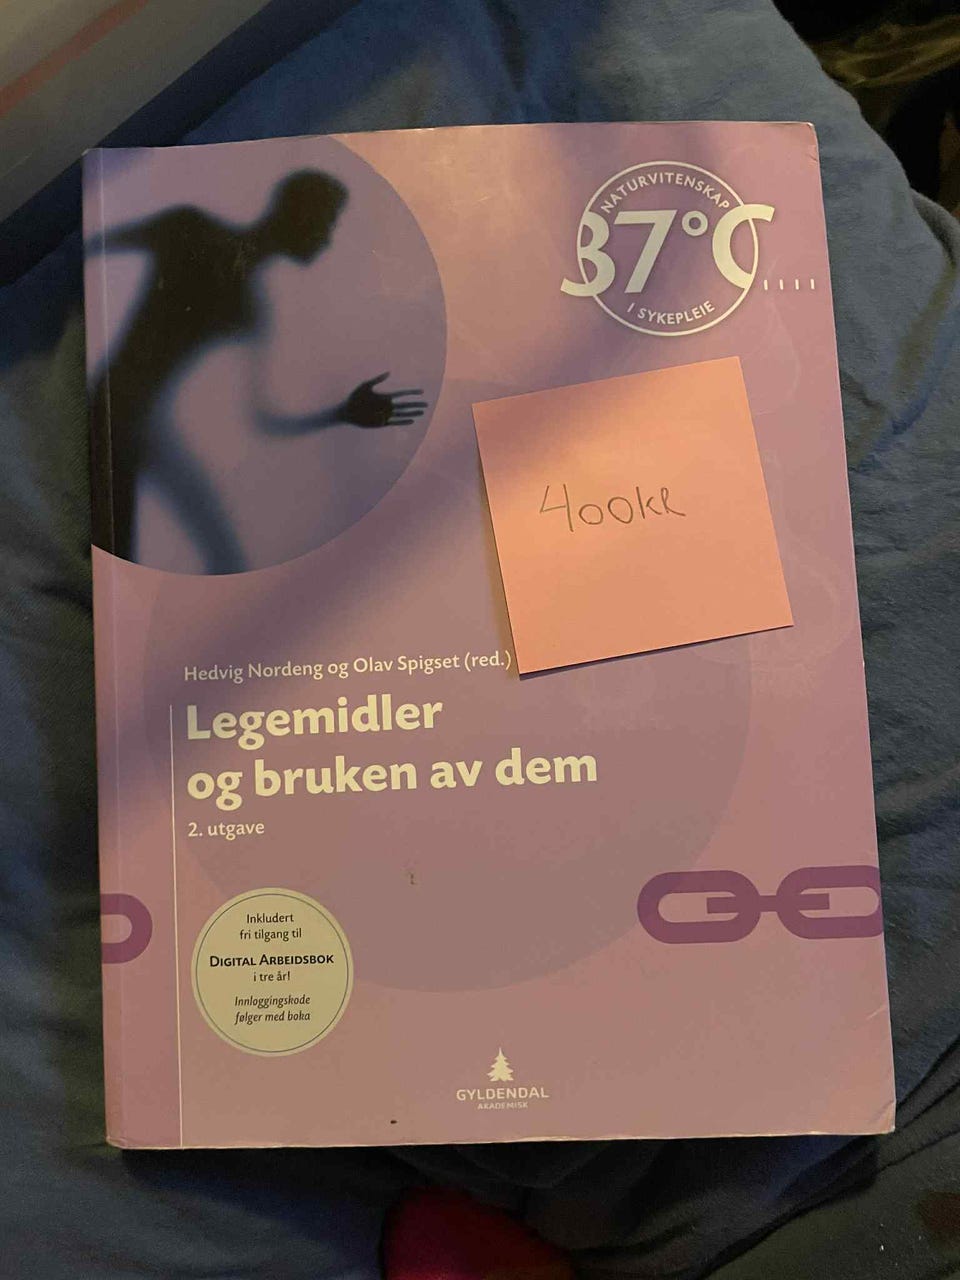 NATURVITENSKAP
37°C
I SYKEPLEIE
400kr
Hedvig Nordeng og Olav Spigset (red.)
Legemidler
og bruken av dem
2. utgave
Inkludert
fri tilgang til
DIGITAL ARBEIDSBOK
i tre år!
Innloggingskode
følger med boka
GYLDENDAL
AKADEMISK